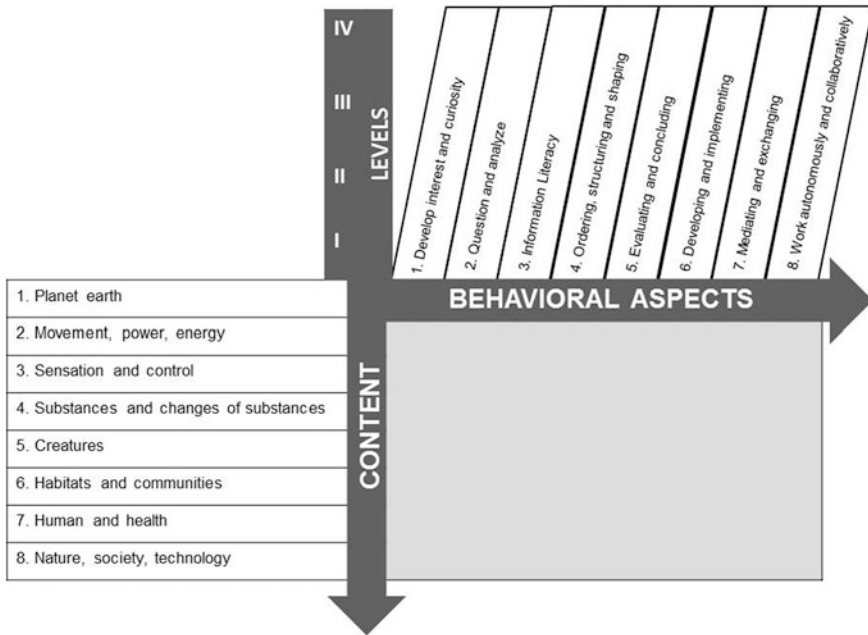 IV
III
II
I
LEVELS
1. Develop interest and curiosity
2. Question and analyze
3. Information Literacy
4. Ordering, structuring and shaping
5. Evaluating and concluding
6. Developing and implementing
7. Mediating and exchanging
8. Work autonomously and collaboratively
BEHAVIORAL ASPECTS
1. Planet earth
2. Movement, power, energy
3. Sensation and control
4. Substances and changes of substances
5. Creatures
6. Habitats and communities
7. Human and health
8. Nature, society, technology
CONTENT